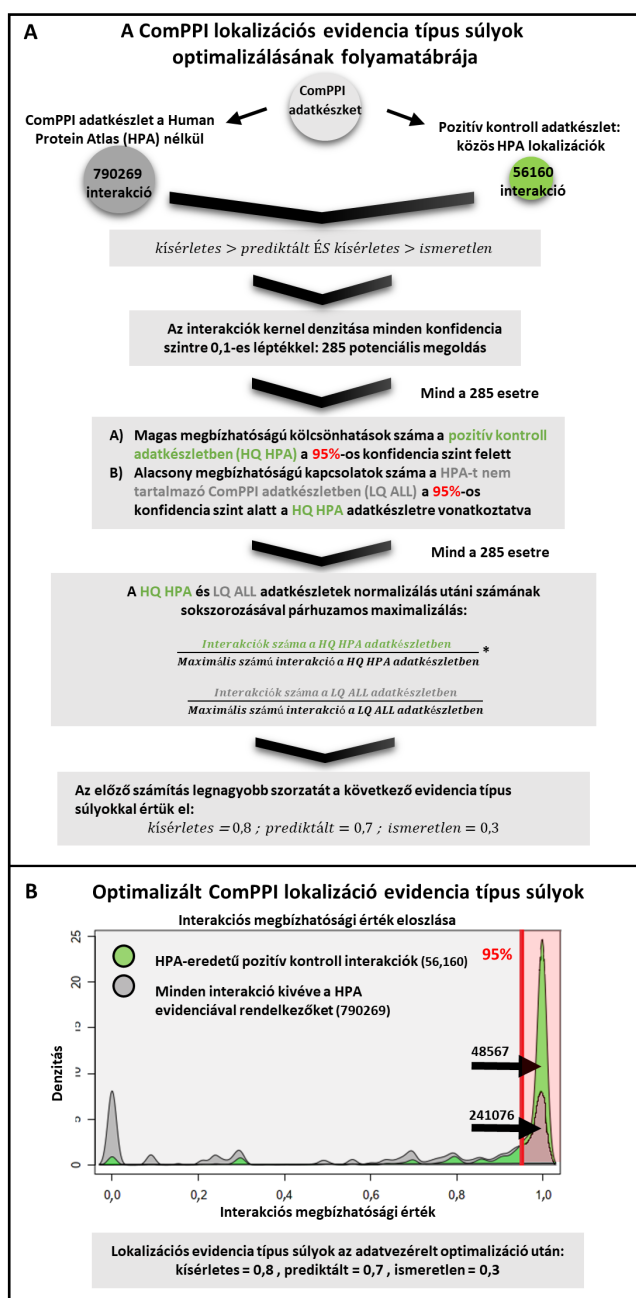 A
A ComPPI lokalizációs evidencia típus súlyok
optimalizálásának folyamatábrája
ComPPI
adatkészket
ComPPI adatkészlet a Human
Protein Atlas (HPA) nélkül
Pozitív kontroll adatkészlet:
közös HPA lokalizációk
790269
interakció
56160
interakció
kísérletes > prediktált ÉS kísérletes > ismeretlen
Az interakciók kernel denzitása minden konfidencia
szintre 0,1-es léptékkel: 285 potenciális megoldás
Mind a 285 esetre
A) Magas megbízhatóságú kölcsönhatások száma a pozitív kontroll
adatkészletben (HQ HPA) a 95%-os konfidencia szint felett
B) Alacsony megbízhatóságú kapcsolatok száma a HPA-t nem
tartalmazó ComPPI adatkészletben (LQ ALL) a 95%-os
konfidencia szint alatt a HQ HPA adatkészletre vonatkoztatva
Mind a 285 esetre
A HQ HPA és LQ ALL adatkészletek normalizálás utáni számának
sokszorozásával párhuzamos maximalizálás:
Interakciók száma a HQ HPA adatkészletben
Maximális számú interakció a HQ HPA adatkészletben *
Interakciók száma a LQ ALL adatkészletben
Maximális számú interakció a LQ ALL adatkészletben
Az előző számítás legnagyobb szorzatát a következő evidencia típus
súlyokkal értük el:
kísérletes = 0,8 ; prediktált = 0,7 ; ismeretlen = 0,3
B
Optimalizált ComPPI lokalizáció evidencia típus súlyok
Interakciós megbízhatósági érték eloszlása
HPA-eredetű pozitív kontroll interakciók (56,160)
95%
Minden interakció kivéve a HPA
evidenciával rendelkezőket (790269)
48567
241076
Denzitás
25
20
15
10
5
0
0,0 0,2 0,4 0,6 0,8 1,0
Interakciós megbízhatósági érték
Lokalizációs evidencia típus súlyok az adatvezérelt optimalizáció után:
kísérletes = 0,8 , prediktált = 0,7 , ismeretlen = 0,3